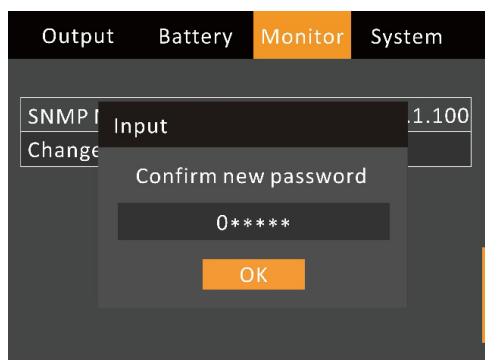 Output Battery Monitor System
SNMP .1.100
Change
Input
Confirm new password
0*****
OK